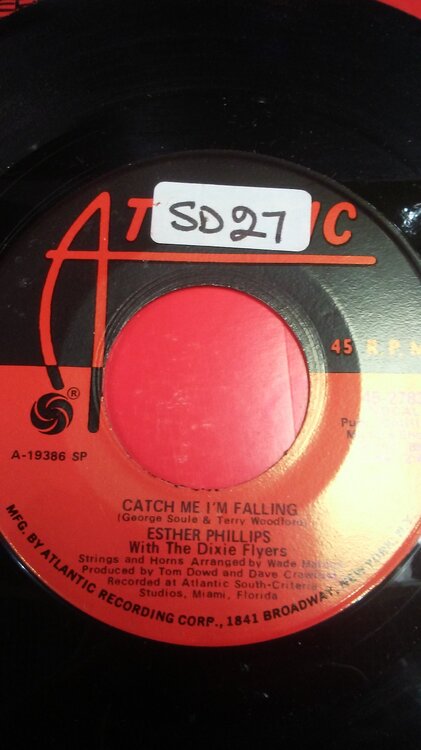 AT IC
SD27
45 R.P.M
®
A-19386 SP
CATCH ME I'M FALLING
(George Soule & Terry Woodford)
ESTHER PHILLIPS
With The Dixie Flyers
Strings and Horns Arranged by Wade
Produced by Tom Dowd and Dave
Recorded at Atlantic South-Criteria
Studios, Miami, Florida
MFG. BY ATLANTIC RECORDING CORP., 1841 BROADWAY, NEW YORK, N.Y.